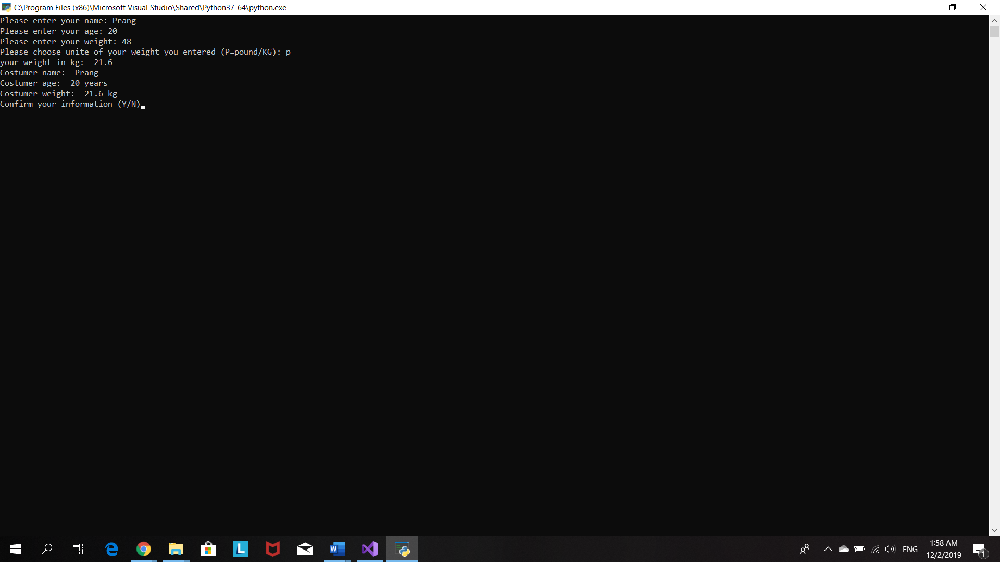 C:\Program Files (x86)\Microsoft Visual Studio\Shared\Python37_64\python.exe
Please enter your name: Prang
Please enter your age: 20
Please enter your weight: 48
Please choose unite of your weight you entered (P=pound/KG): p
your weight in kg:  21.6
Costumer name:  Prang
Costumer age:  20 years
Costumer weight:  21.6 kg
Confirm your information (Y/N)
L
W
ENG
1:58 AM
12/2/2019
1